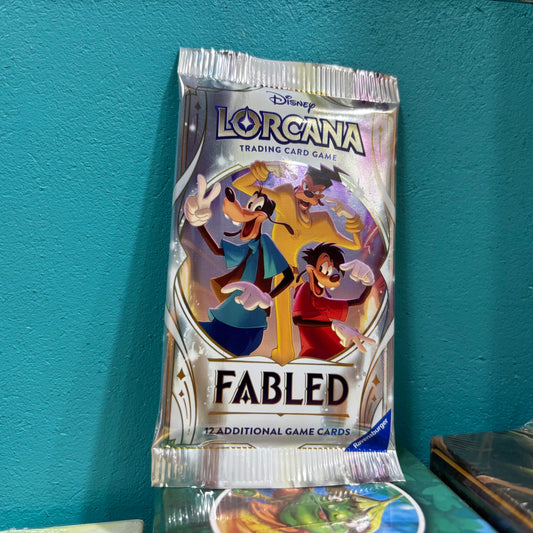 Disney
LORCANA
TRADING CARD GAME
FABLED
12 ADDITIONAL GAME CARDS
Ravensburger